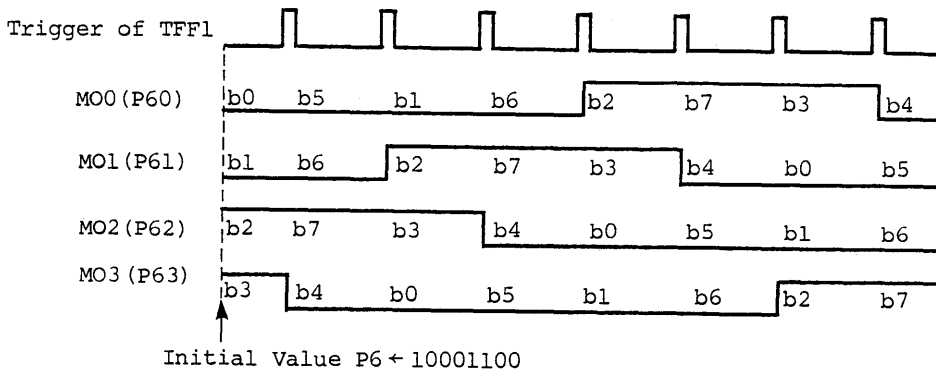 Trigger of TFF1
MO0(P60) b0 b5 b1 b6 b2 b7 b3 b4
MO1(P61) b1 b6 b2 b7 b3 b4 b0 b5
MO2(P62) b2 b7 b3 b4 b0 b5 b1 b6
MO3(P63) b3 b4 b0 b5 b1 b6 b2 b7
Initial Value P6 ← 10001100